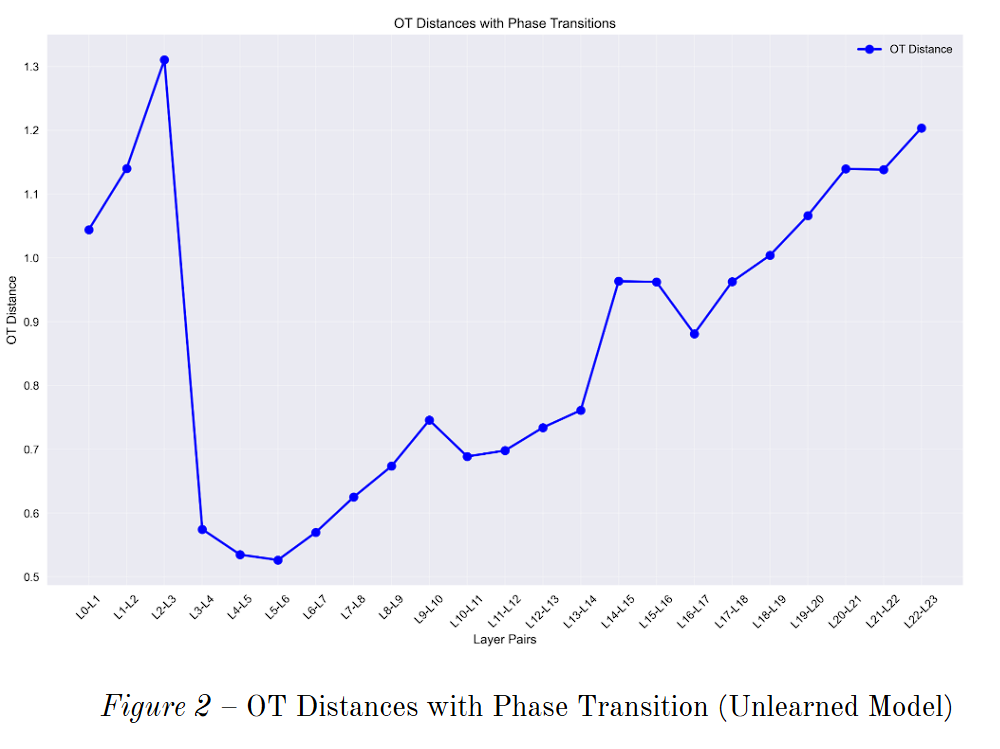 OT Distances with Phase Transitions
OT Distance
1.3
1.2
1.1
1.0
0.9
0.8
0.7
0.6
0.5
OT Distance
L0-L1
L1-L2
L2-L3
L3-L4
L4-L5
L5-L6
L6-L7
L7-L8
L8-L9
L9-L10
L10-L11
L11-L12
L12-L13
L13-L14
L14-L15
L15-L16
L16-L17
L17-L18
L18-L19
L19-L20
L20-L21
L21-L22
L22-L23
Layer Pairs
Figure 2 – OT Distances with Phase Transition (Unlearned Model)